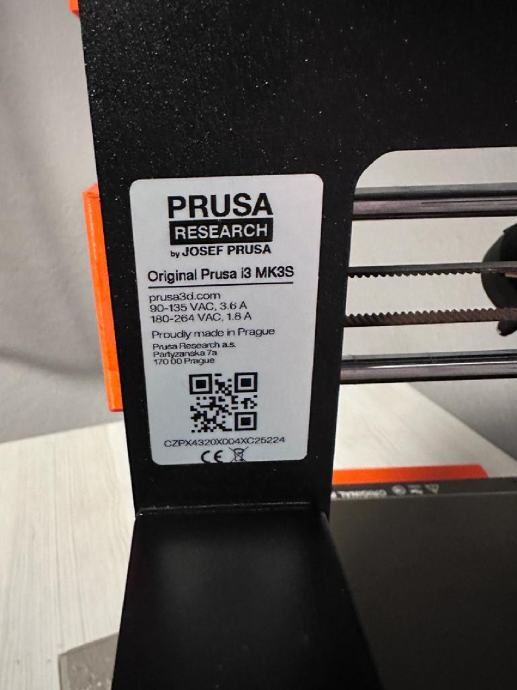 PRUSA
RESEARCH
by JOSEF PRUSA
Original Prusa i3 MK3S
prusa3d.com
90-135 VAC, 3.6 A
180-264 VAC, 1.8 A
Proudly made in Prague
Prusa Research a.s.
Partyzánská 7a
170 00 Prague
CZPX4320X004XC25224
CE